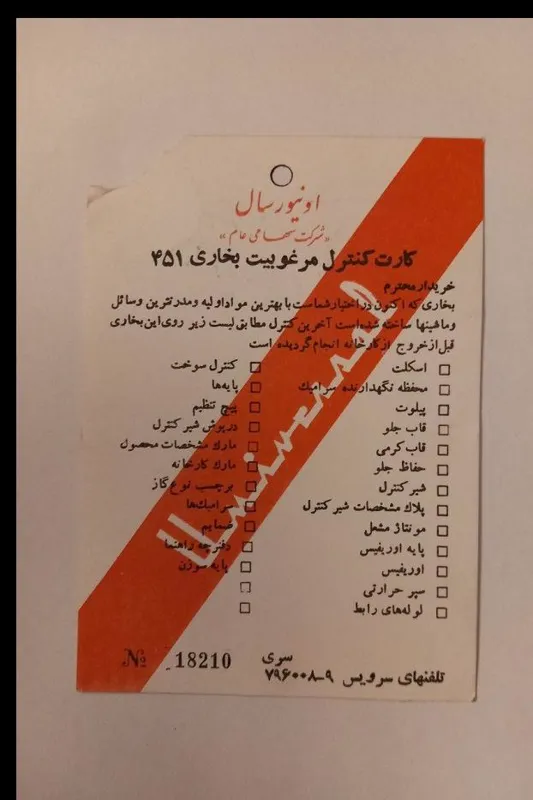 اونیورسال
«شرکت سهامی عام»
کارت کنترل مرغوبیت بخاری ۴۵۱
خریدار محترم
بخاری که اکنون در اختیار شماست با بهترین مواد اولیه و مدرنترین وسائل
و ماشینها ساخته شده است آخرین کنترل مطابق لیست زیر روی این بخاری
قبل از خروج از کارخانه انجام گردیده است
اسکلت
محفظه نگهدارنده سرامیک
پیلوت
قاب جلو
قاب کرمی
حفاظ جلو
شیر کنترل
پلاک مشخصات شیر کنترل
مونتاژ مشعل
پایه اوریفیس
اوریفیس
سپر حرارتی
لوله‌های رابط
کنترل سوخت
پایه‌ها
پیچ تنظیم
درپوش شیر کنترل
مارک مشخصات محصول
مارک کارخانه
برچسب نوع گاز
سرامیک‌ها
ضمایم
دفترچه راهنما
پایه سوزن
سری
№ 18210
تلفنهای سرویس ۹-۷۹۶۰۰۸